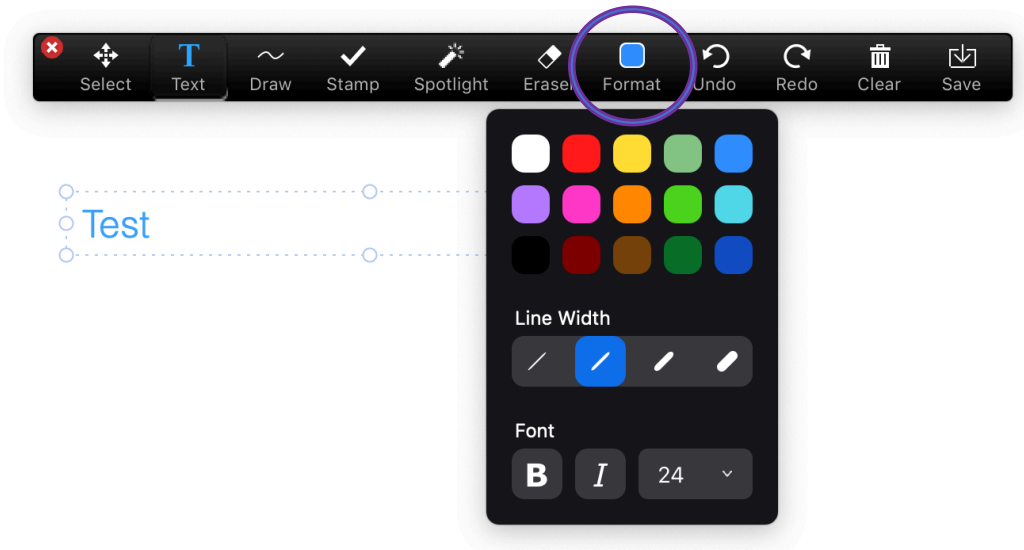 Select Text Draw Stamp Spotlight Eraser Format Undo Redo Clear Save
Test
Line Width
Font
B I 24